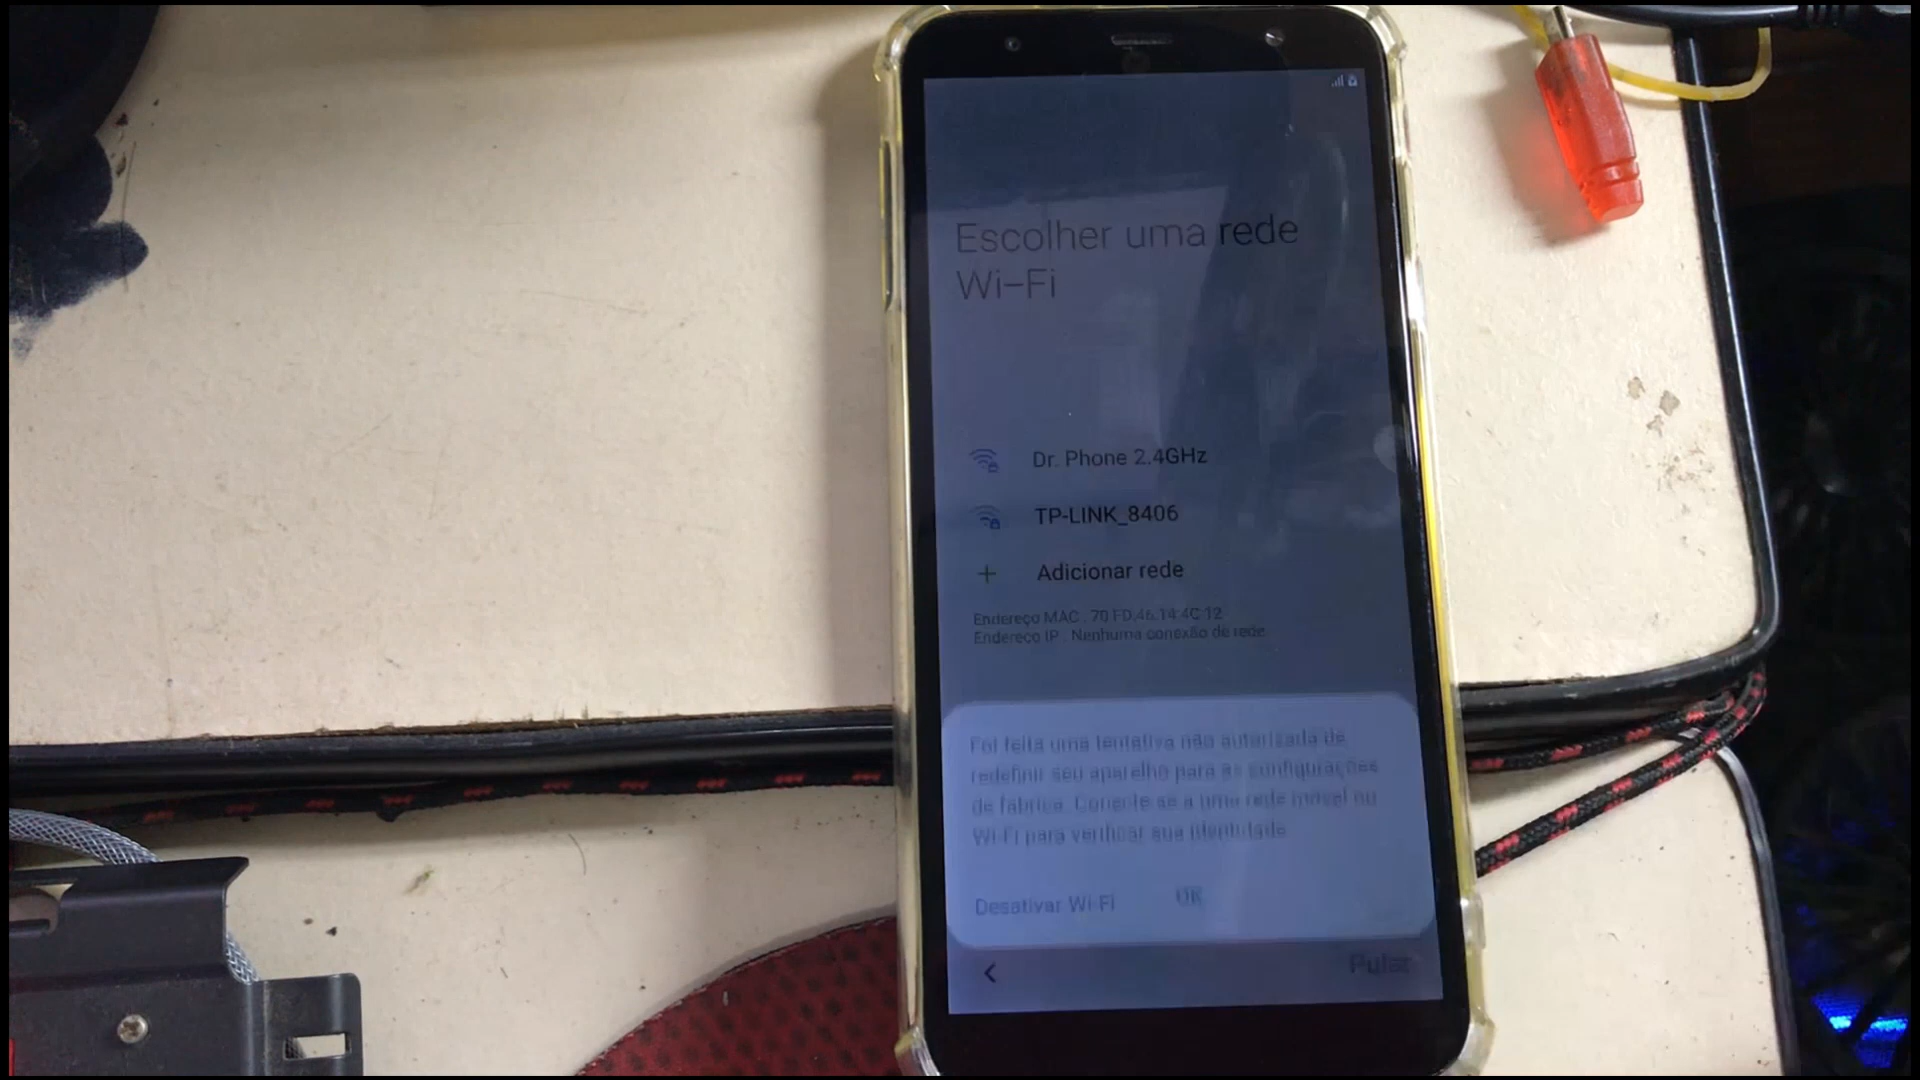 Escolher uma rede
Wi-Fi
Dr. Phone 2.4GHz
TP-LINK_8406
+ Adicionar rede
Endereço MAC : 70:FD:46:14:4C:12
Endereço IP : Nenhuma conexão de rede
Foi feita uma tentativa não autorizada de
redefinir seu aparelho para as configurações
de fábrica. Conecte-se a uma rede móvel ou
Wi-Fi para verificar sua identidade.
Desativar Wi-Fi OK
< Pular